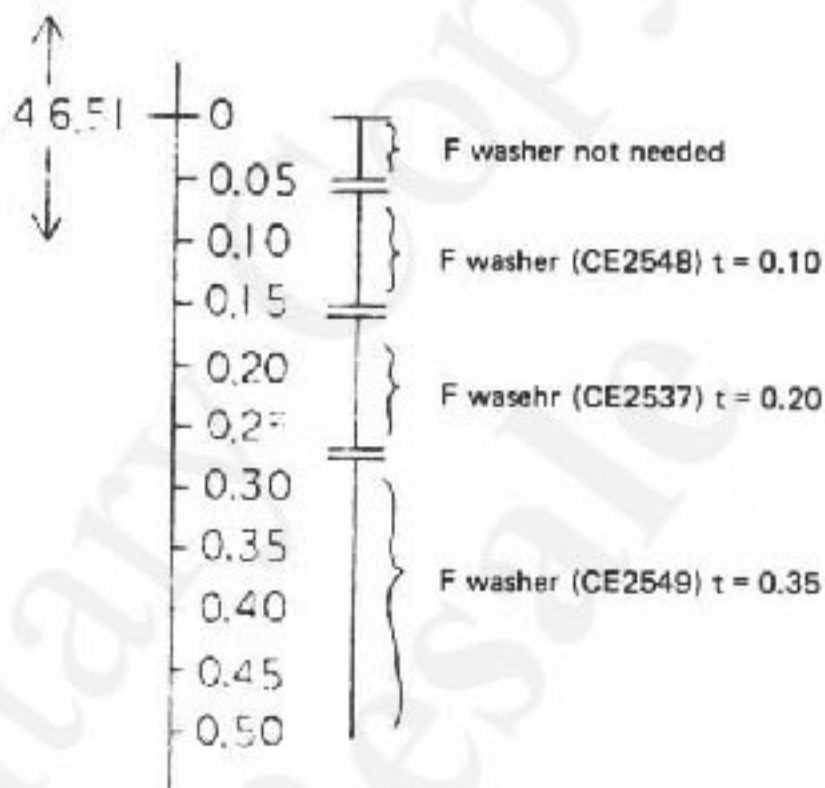 46.51 0
F washer not needed
0.05
0.10
F washer (CE2548) t = 0.10
0.15
0.20
F wasehr (CE2537) t = 0.20
0.30
0.35
F washer (CE2549) t = 0.35
0.40
0.45
0.50